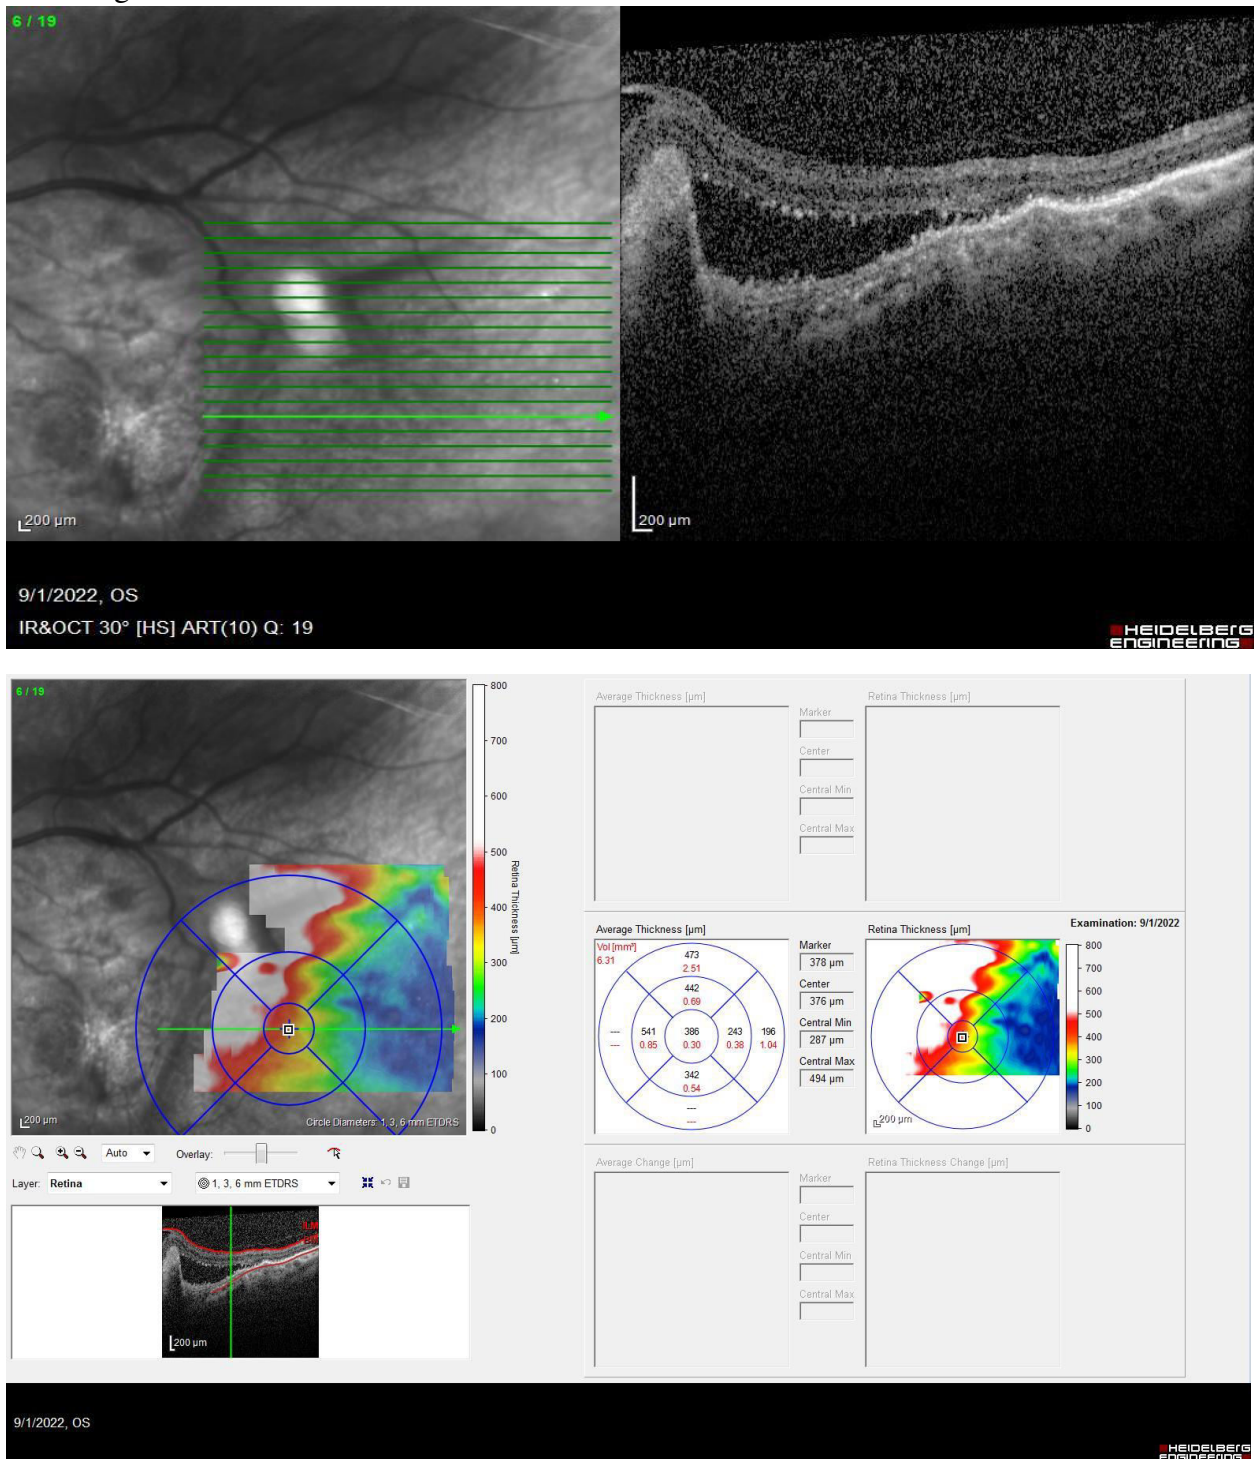 6 / 19
200 µm
200 µm
9/1/2022, OS
IR&OCT 30° [HS] ART(10) Q: 19
HEIDELBERG
ENGINEERING
6 / 19
800
700
600
500
400
300
200
100
0
Retina Thickness [µm]
200 µm
Circle Diameters: 1, 3, 6 mm ETDRS
Auto
Overlay:
Layer:
Retina
1, 3, 6 mm ETDRS
ILM
200 µm
Average Thickness [µm]
Marker
Center
Central Min
Central Max
Retina Thickness [µm]
Average Thickness [µm]
Vol [mm³]
6.31
473
2.51
442
0.69
---
---
541
0.85
386
0.30
243
0.38
196
1.04
342
0.54
---
---
Marker
378 µm
Center
376 µm
Central Min
287 µm
Central Max
494 µm
Retina Thickness [µm]
Examination: 9/1/2022
200 µm
800
700
600
500
400
300
200
100
0
Average Change [µm]
Marker
Center
Central Min
Central Max
Retina Thickness Change [µm]
9/1/2022, OS
HEIDELBERG
ENGINEERING